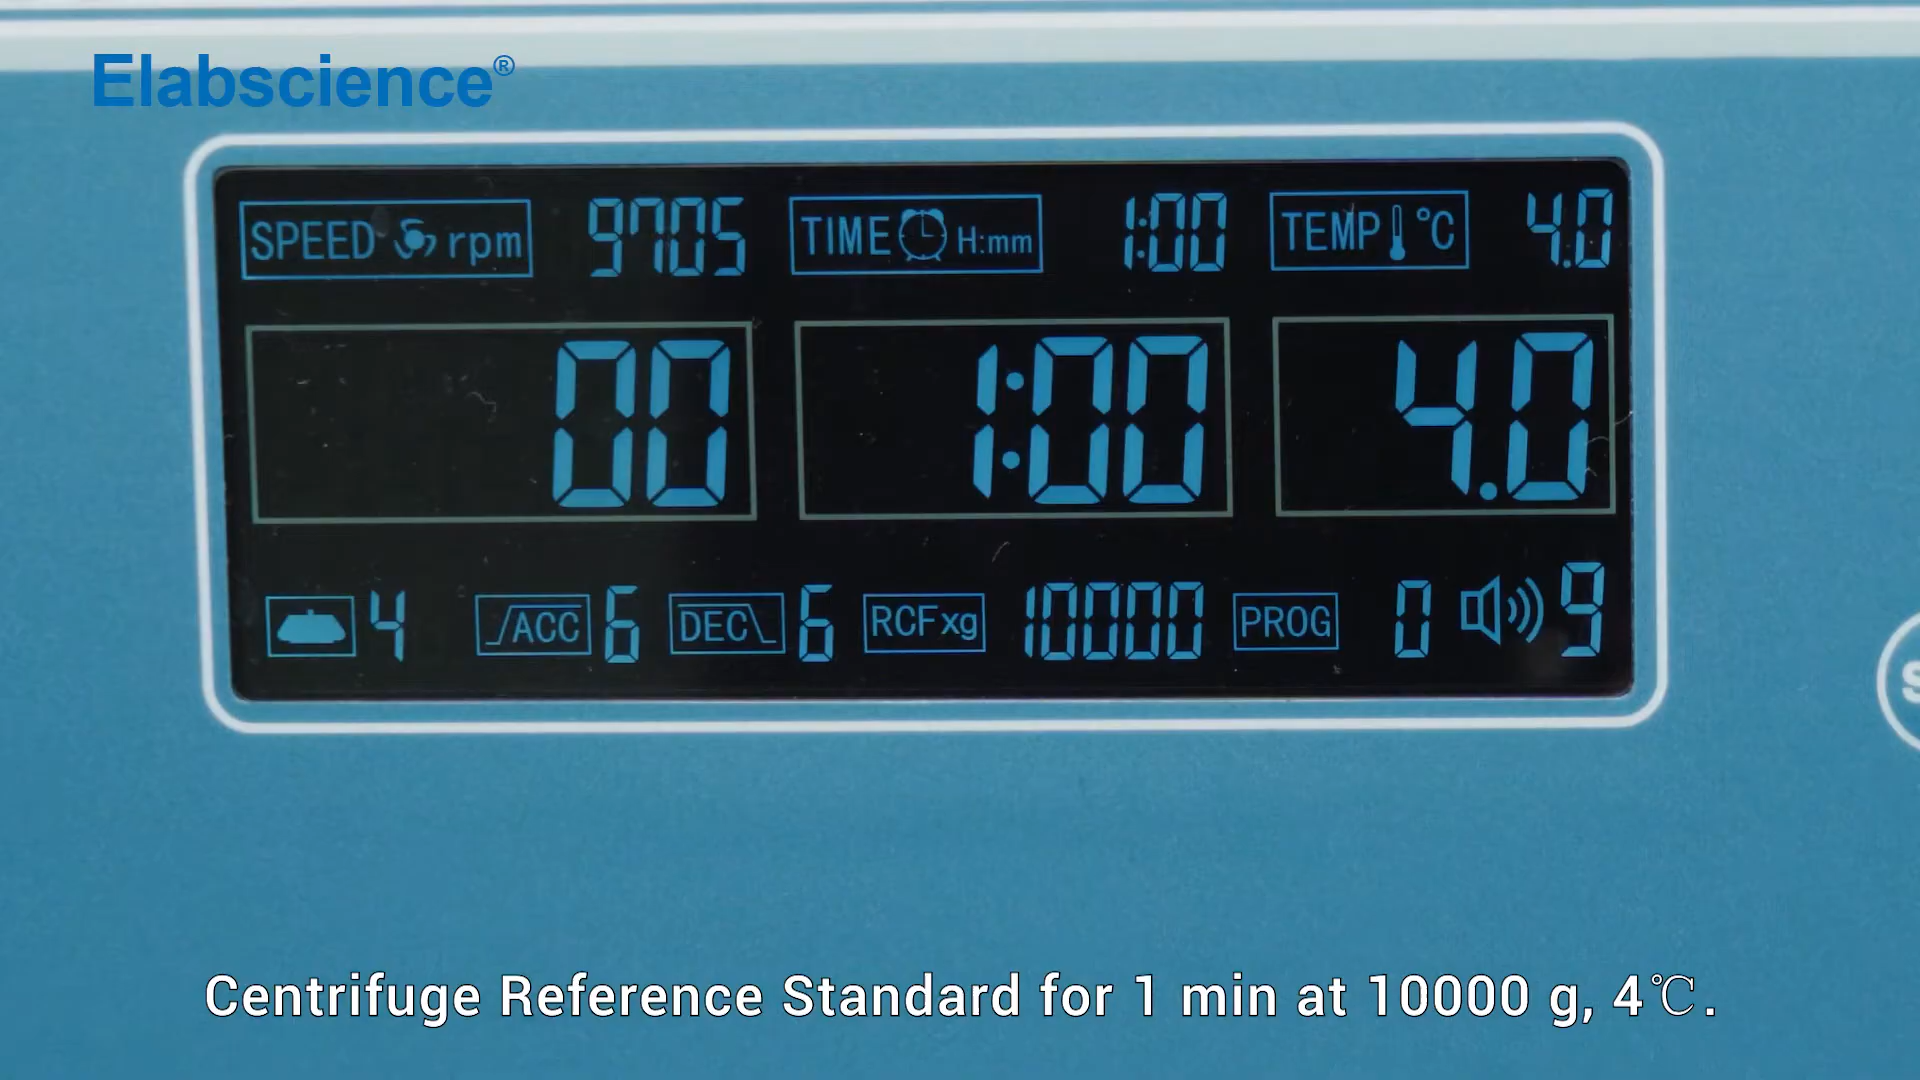 Elabscience®
SPEED rpm 9705 TIME H:mm 1:00 TEMP °C 4.0
00 1:00 4.0
4 ACC 6 DEC 6 RCFxg 10000 PROG 0 9
S
Centrifuge Reference Standard for 1 min at 10000 g, 4℃.